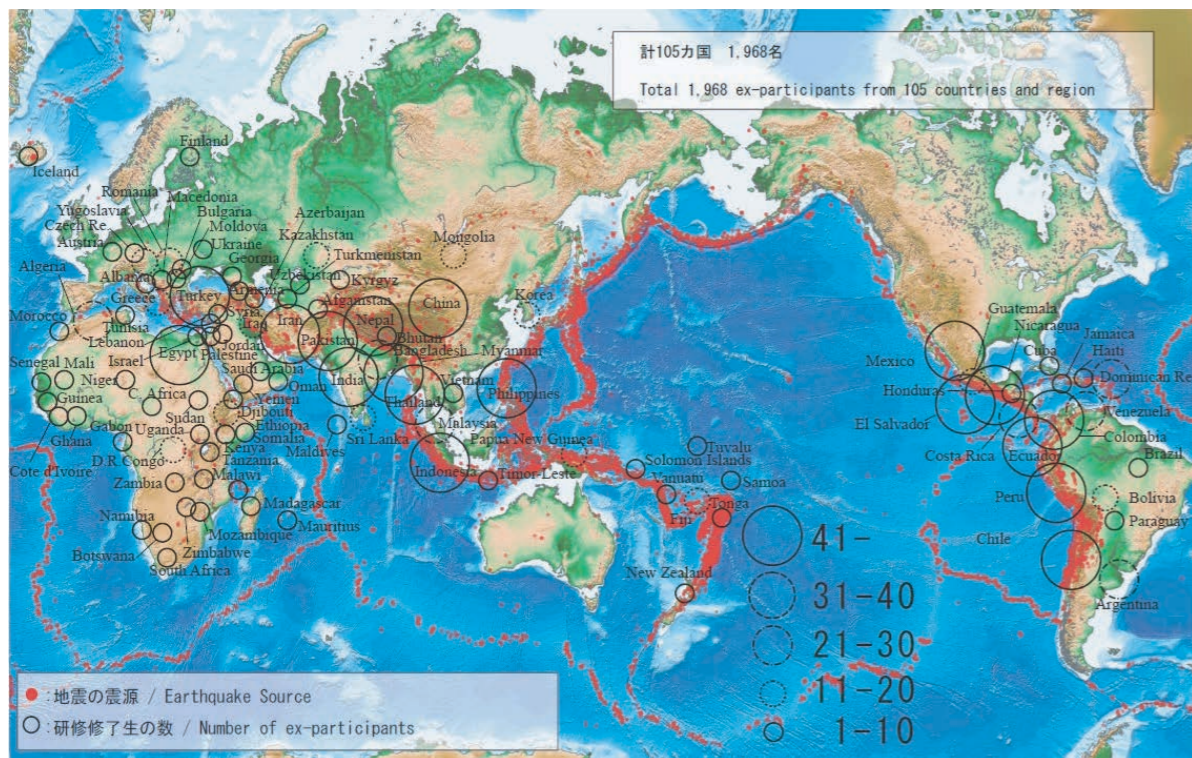 計105カ国　1,968名
Total 1,968 ex-participants from 105 countries and region
Finland
Iceland
Romania
Macedonia
Yugoslavia
Bulgaria
Czech Re.
Moldova
Azerbaijan
Austria
Ukraine
Kazakhstan
Mongolia
Georgia
Turkmenistan
Algeria
Albania
Uzbekistan
Kyrgyz
Armenia
Greece
Turkey
Afganistan
China
Korea
Morocco
Syria
Tunisia
Iraq
Iran
Nepal
Lebanon
Jordan
Pakistan
Bhutan
Egypt
Palestine
Bangladesh
Myanmar
Israel
Senegal
Mali
Saudi Arabia
Niger
Oman
India
Vietnam
Philippines
C. Africa
Yemen
Thailand
Guinea
Djibouti
Sudan
Ethiopia
Malaysia
Gabon
Uganda
Somalia
Sri Lanka
Papua New Guinea
Ghana
Kenya
Maldives
Tuvalu
D.R Congo
Tanzania
Solomon Islands
Cote d'Ivoire
Indonesia
Timor-Leste
Zambia
Malawi
Vanuatu
Samoa
Madagascar
Tonga
Namibia
Mauritius
Fiji
Mozambique
Botswana
Zimbabwe
South Africa
New Zealand
Guatemala
Nicaragua
Jamaica
Mexico
Cuba
Haiti
Honduras
Dominican Re
Venezuela
El Salvador
Colombia
Costa Rica
Ecuador
Brazil
Peru
Bolivia
Paraguay
Chile
Argentina
41-
31-40
21-30
11-20
1-10
:地震の震源 / Earthquake Source
:研修修了生の数 / Number of ex-participants